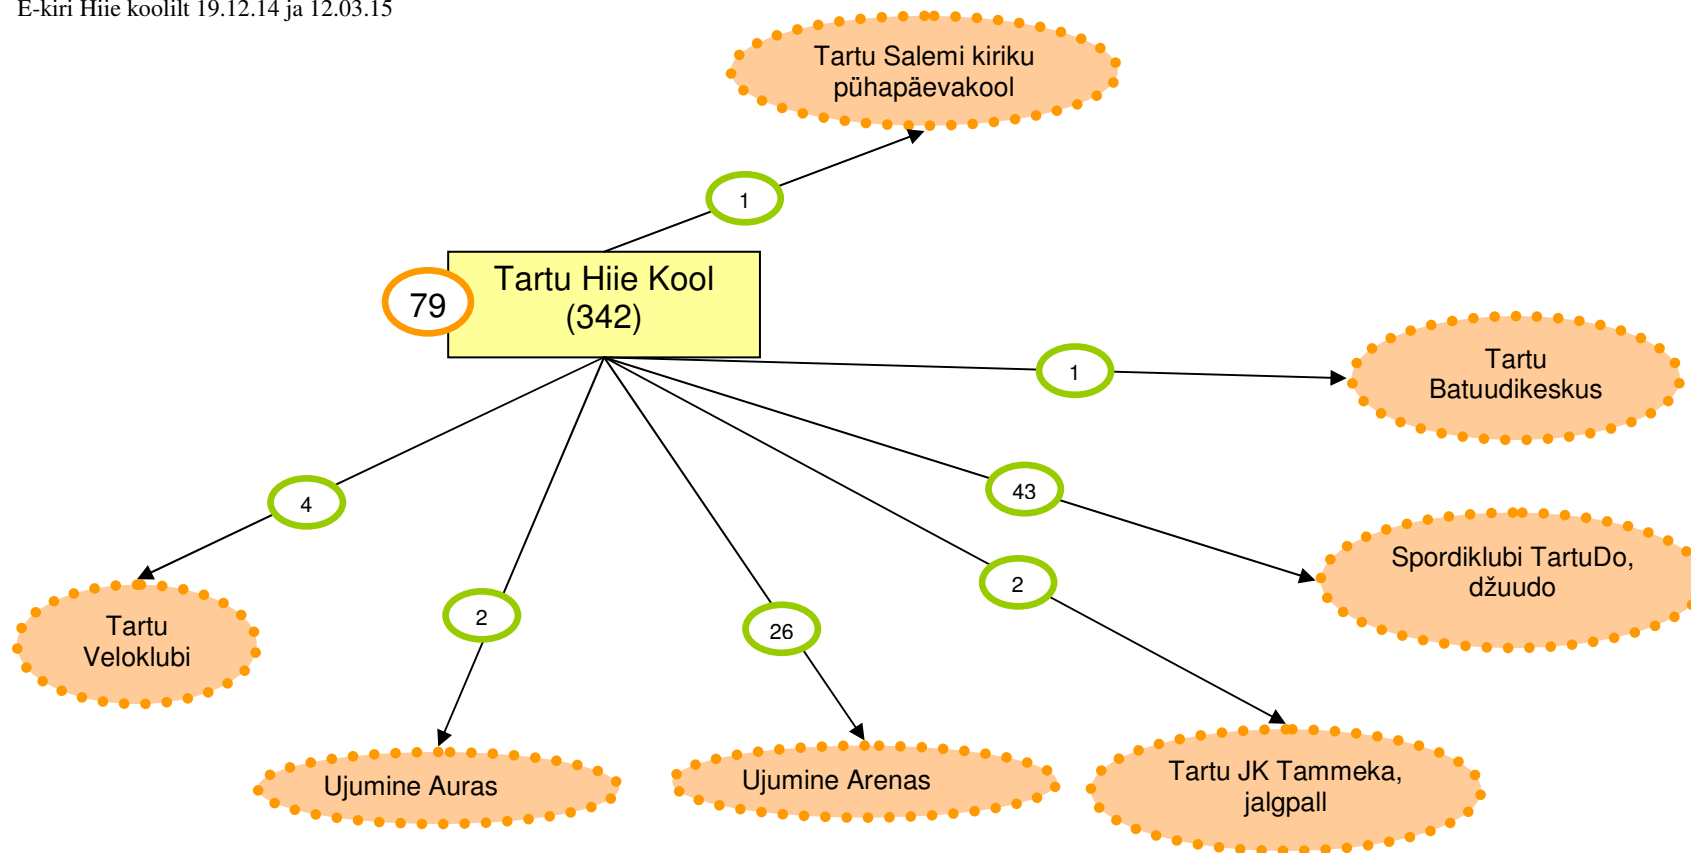 E-kiri Hiie koolilt 19.12.14 ja 12.03.15
Tartu Salemi kiriku
pühapäevakool
1
79
Tartu Hiie Kool
(342)
1
Tartu
Batuudikeskus
4
43
Spordiklubi TartuDo,
džuudo
2
2
26
Tartu
Veloklubi
Ujumine Auras
Ujumine Arenas
Tartu JK Tammeka,
jalgpall